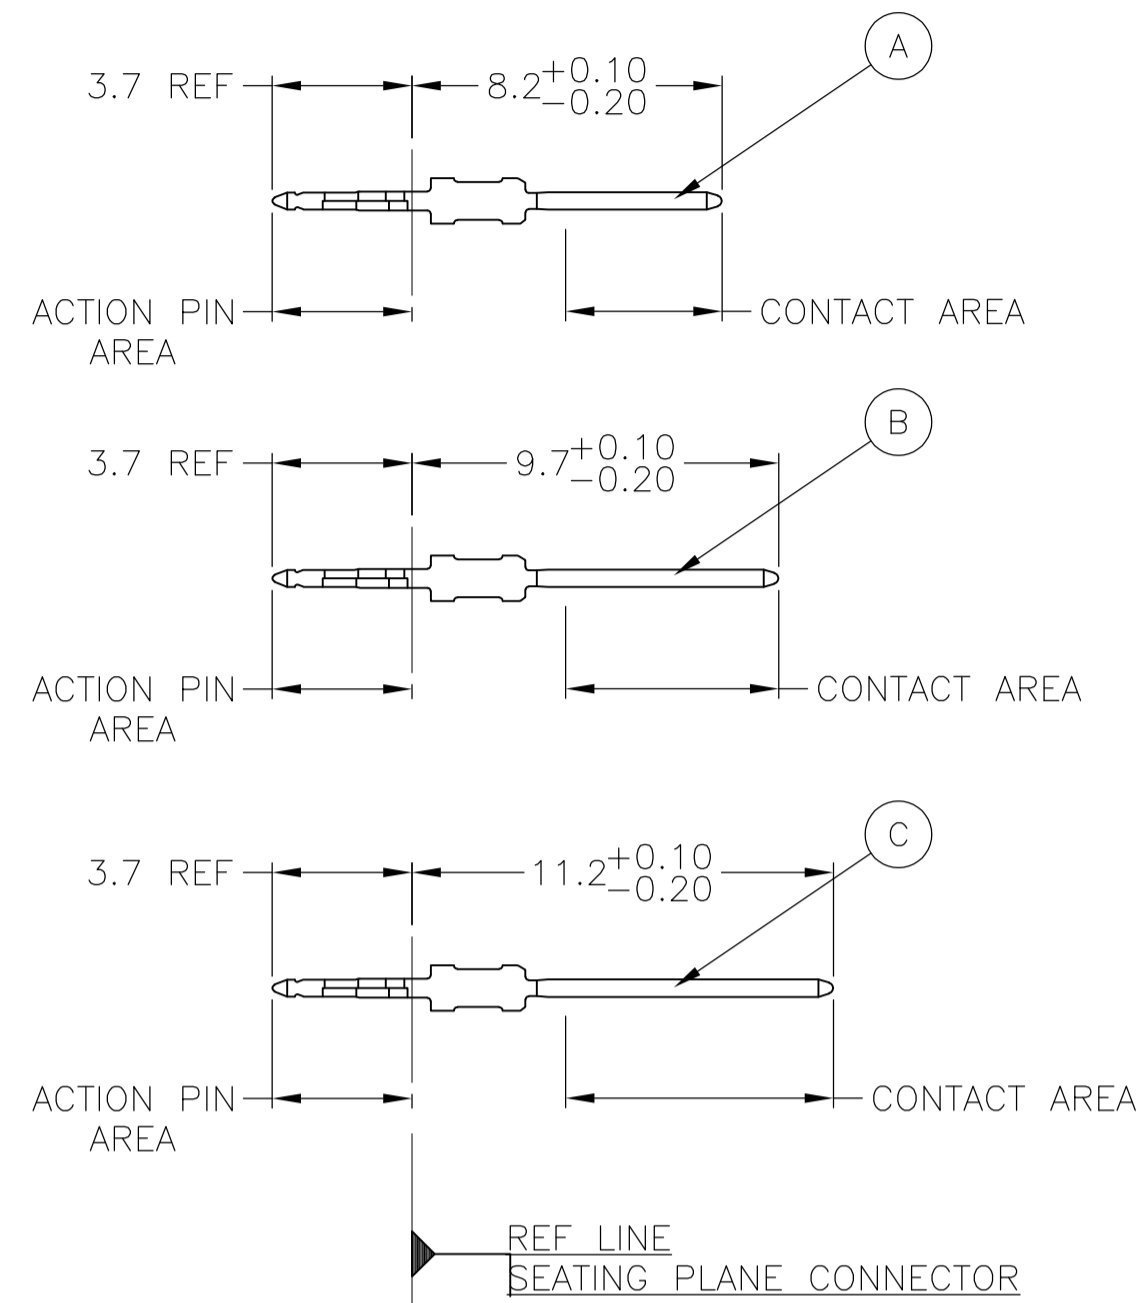 A
3.7 REF 8.2 +0.10 -0.20
ACTION PIN AREA
CONTACT AREA
B
3.7 REF 9.7 +0.10 -0.20
ACTION PIN AREA
CONTACT AREA
C
3.7 REF 11.2 +0.10 -0.20
ACTION PIN AREA
CONTACT AREA
REF LINE
SEATING PLANE CONNECTOR